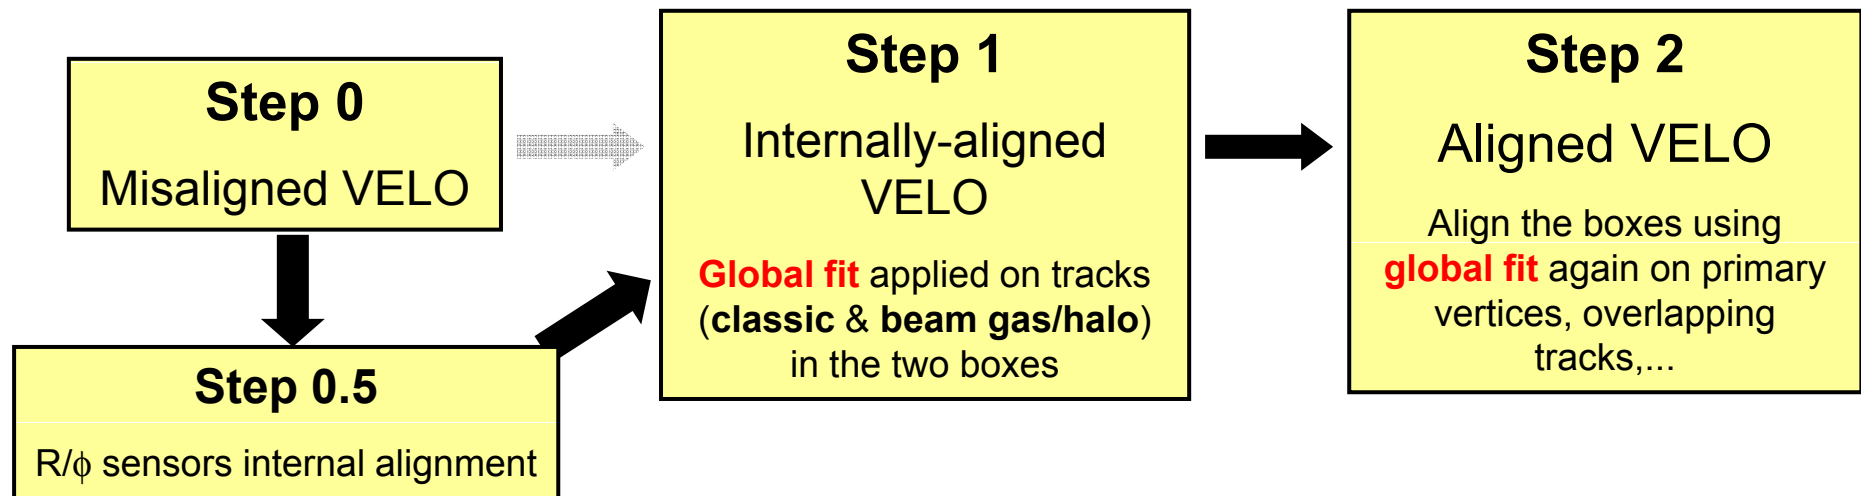 Step 0
Misaligned VELO
Step 0.5
R/ϕ sensors internal alignment
Step 1
Internally-aligned
VELO
Global fit applied on tracks
(classic & beam gas/halo)
in the two boxes
Step 2
Aligned VELO
Align the boxes using
global fit again on primary
vertices, overlapping
tracks,...